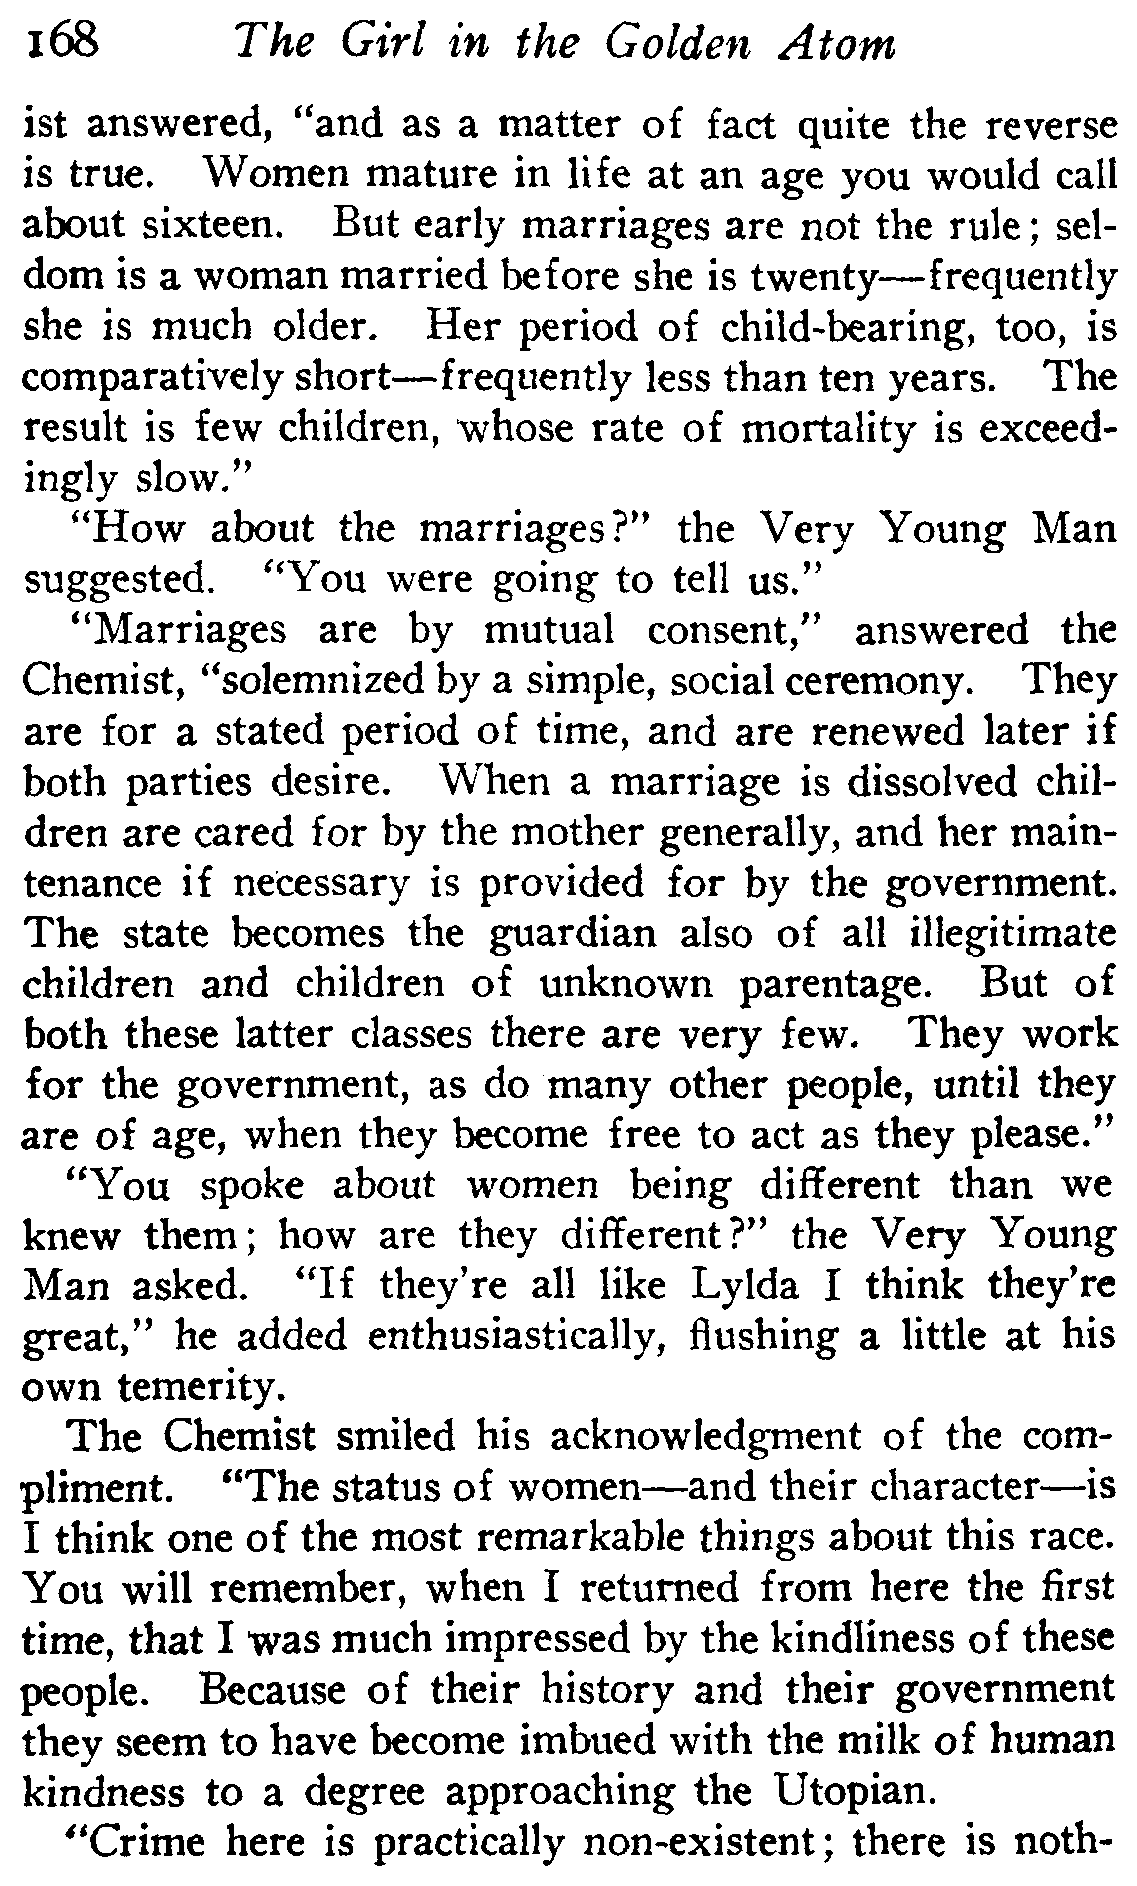 168 The Girl in the Golden Atom
ist answered, “and as a matter of fact quite the reverse
is true. Women mature in life at an age you would call
about sixteen. But early marriages are not the rule; sel-
dom is a woman married before she is twenty—frequently
she is much older. Her period of child-bearing, too, is
comparatively short—frequently less than ten years. The
result is few children, whose rate of mortality is exceed-
ingly slow.”
“How about the marriages?” the Very Young Man
suggested. “You were going to tell us.”
“Marriages are by mutual consent,” answered the
Chemist, “solemnized by a simple, social ceremony. They
are for a stated period of time, and are renewed later if
both parties desire. When a marriage is dissolved chil-
dren are cared for by the mother generally, and her main-
tenance if necessary is provided for by the government.
The state becomes the guardian also of all illegitimate
children and children of unknown parentage. But of
both these latter classes there are very few. They work
for the government, as do many other people, until they
are of age, when they become free to act as they please.”
“You spoke about women being different than we
knew them; how are they different?” the Very Young
Man asked. “If they’re all like Lylda I think they’re
great,” he added enthusiastically, flushing a little at his
own temerity.
The Chemist smiled his acknowledgment of the com-
pliment. “The status of women—and their character—is
I think one of the most remarkable things about this race.
You will remember, when I returned from here the first
time, that I was much impressed by the kindliness of these
people. Because of their history and their government
they seem to have become imbued with the milk of human
kindness to a degree approaching the Utopian.
“Crime here is practically non-existent; there is noth-